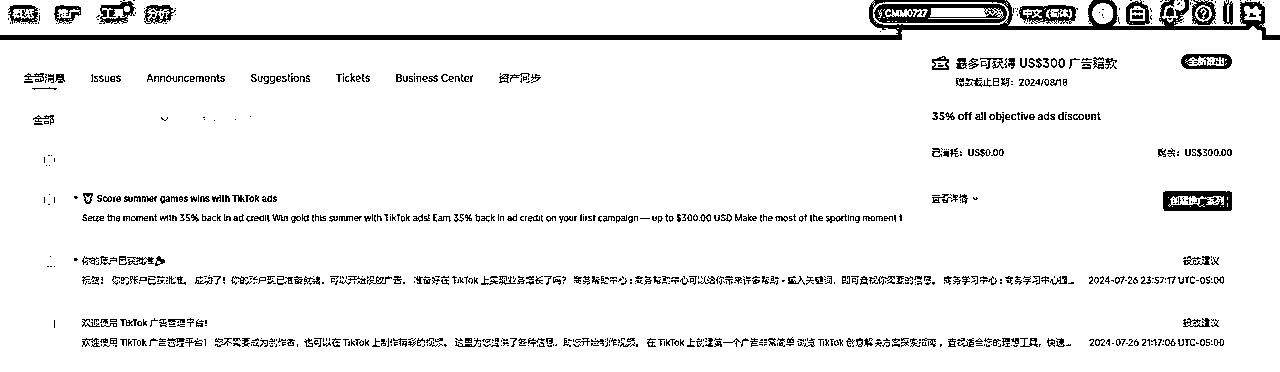 概览 推广 工具 分析 CMM0727 中文 (简体)
全部消息 Issues Announcements Suggestions Tickets Business Center 资产同步
最多可获得 US$300 广告赠款 全新推出
赠款截止日期：2024/08/18
全部
35% off all objective ads discount
已消耗：US$0.00 剩余：US$300.00
Score summer games wins with TikTok ads
Seize the moment with 35% back in ad credit Win gold this summer with TikTok ads! Earn 35% back in ad credit on your first campaign — up to $300.00 USD Make the most of the sporting moment t
查看详情 创建推广系列
你的账户已获批准 投放建议
祝贺！ 你的账户已获批准。 成功了！你的账户现已准备就绪，可以开始投放广告。 准备好在 TikTok 上实现业务增长了吗？ 商务帮助中心：商务帮助中心可以给你带来许多帮助 - 输入关键词，即可查找你需要的信息。 商务学习中心：商务学习中心提... 2024-07-26 23:57:17 UTC-05:00
欢迎使用 TikTok 广告管理平台！ 投放建议
欢迎使用 TikTok 广告管理平台！ 您不需要成为创作者，也可以在 TikTok 上制作精彩的视频。 这里为您提供了各种信息，助您开始制作视频。 在 TikTok 上创建第一个广告非常简单 浏览 TikTok 创意解决方案探索指南，查找适合您的理想工具，快速... 2024-07-26 21:17:06 UTC-05:00